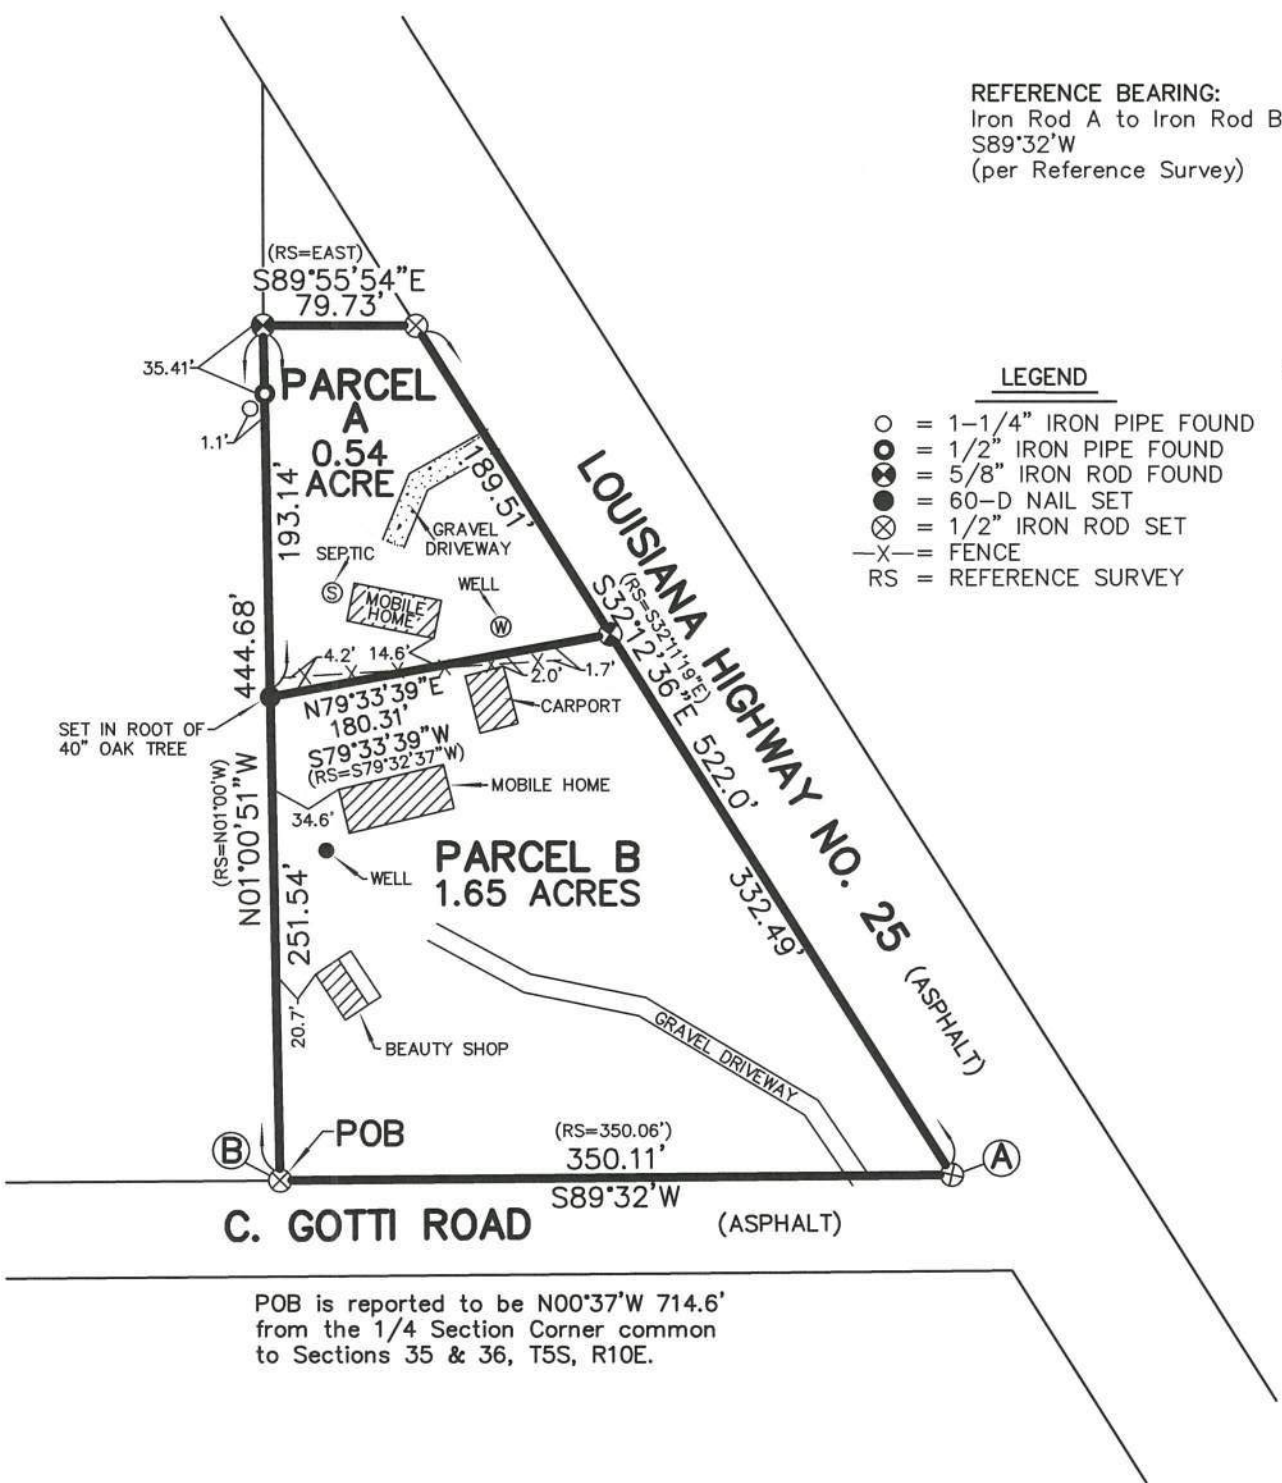 REFERENCE BEARING:
Iron Rod A to Iron Rod B
S89°32'W
(per Reference Survey)
(RS=EAST)
S89°55'54"E
79.73'
35.41'
1.1'
PARCEL
A
0.54
ACRE
193.14'
189.51'
GRAVEL
DRIVEWAY
SEPTIC
S
MOBILE
HOME
WELL
W
LEGEND
= 1-1/4" IRON PIPE FOUND
= 1/2" IRON PIPE FOUND
= 5/8" IRON ROD FOUND
= 60-D NAIL SET
= 1/2" IRON ROD SET
—X—= FENCE
RS = REFERENCE SURVEY
LOUISIANA HIGHWAY NO. 25 (ASPHALT)
(RS=S32°11'19"E)
S32°12'36"E 522.0'
332.49'
444.68'
4.2'
14.6'
2.0'
1.7'
N79°33'39"E
180.31'
S79°33'39"W
(RS=S79°32'37"W)
CARPORT
SET IN ROOT OF
40" OAK TREE
(RS=N01°00'W)
N01°00'51"W
MOBILE HOME
34.6'
WELL
PARCEL B
1.65 ACRES
251.54'
20.7'
BEAUTY SHOP
GRAVEL DRIVEWAY
B
POB
(RS=350.06')
350.11'
S89°32'W
A
C. GOTTI ROAD
(ASPHALT)
POB is reported to be N00°37'W 714.6'
from the 1/4 Section Corner common
to Sections 35 & 36, T5S, R10E.